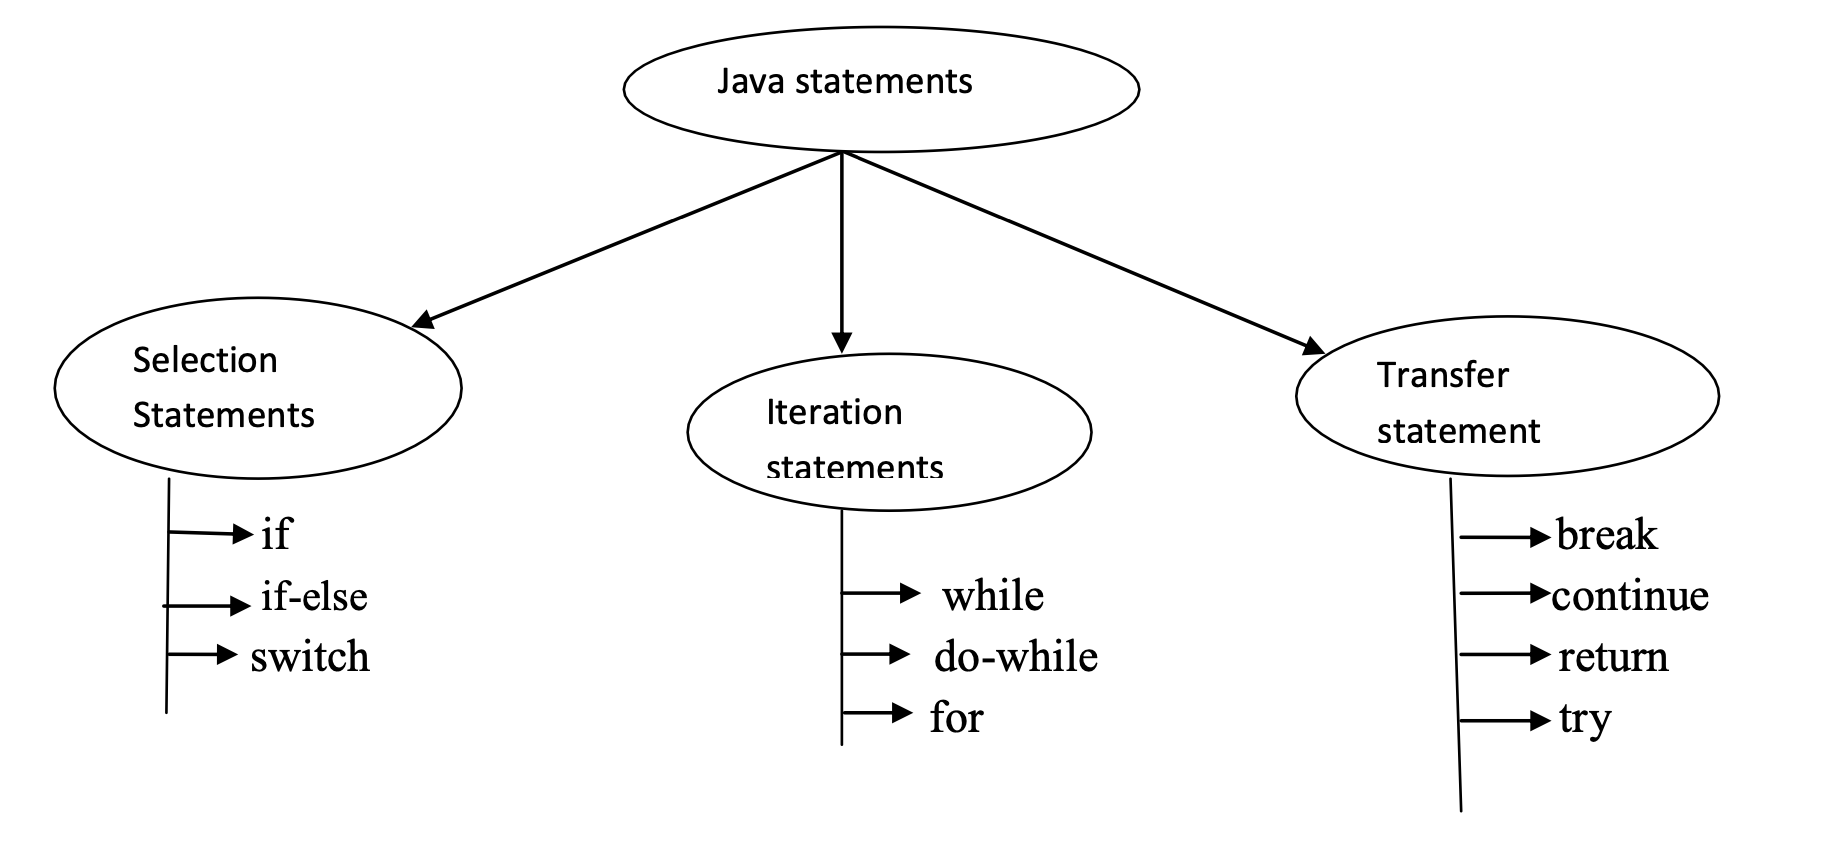 Java statements
Selection
Statements
Iteration
statements
Transfer
statement
if
if-else
switch
while
do-while
for
break
continue
return
try